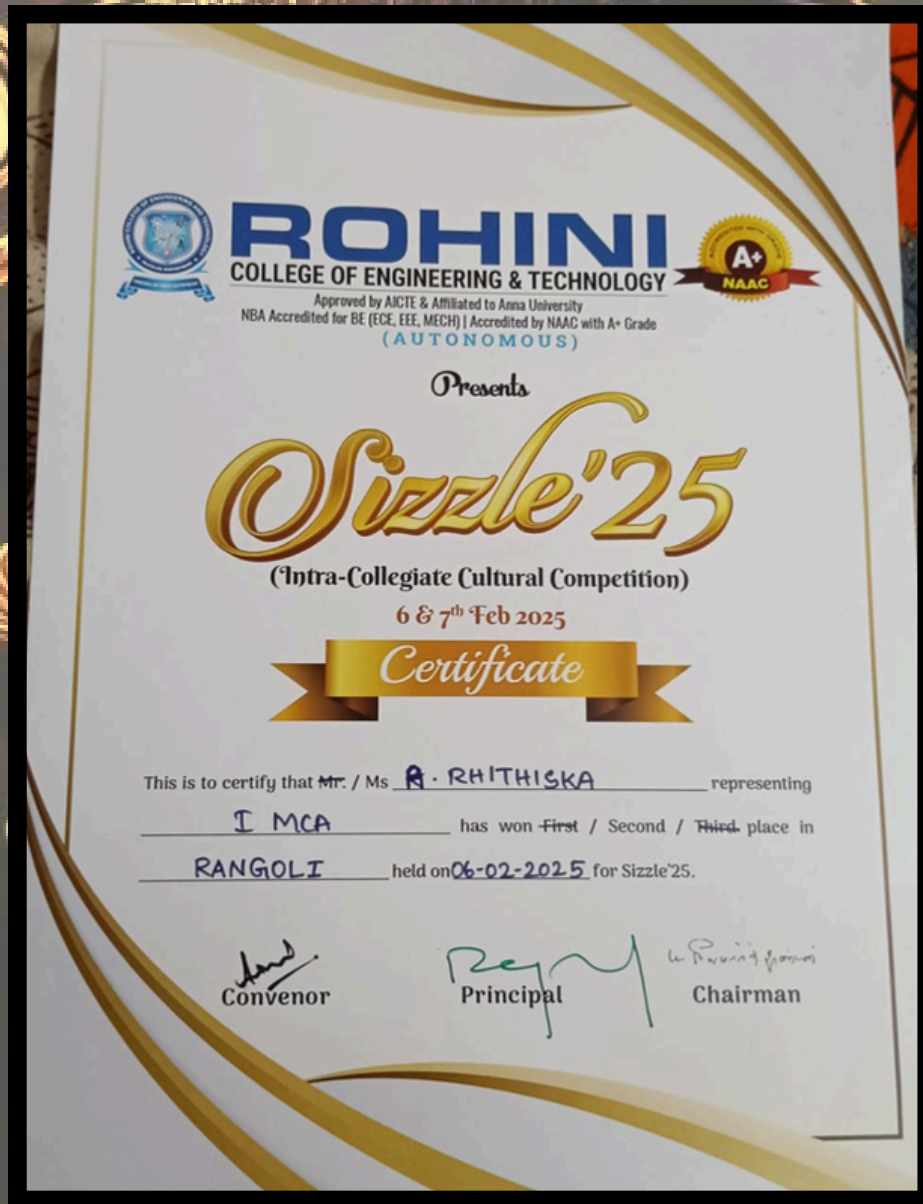 ROHINI
COLLEGE OF ENGINEERING & TECHNOLOGY
Approved by AICTE & Affiliated to Anna University
NBA Accredited for BE (ECE, EEE, MECH) | Accredited by NAAC with A+ Grade
(AUTONOMOUS)
A+
NAAC
Presents
Sizzle'25
(Intra-Collegiate Cultural Competition)
6 & 7th Feb 2025
Certificate
This is to certify that Mr. / Ms R. RHITHISKA representing
I MCA has won First / Second / Third place in
RANGOLI held on 06-02-2025 for Sizzle'25.
Convenor Principal Chairman